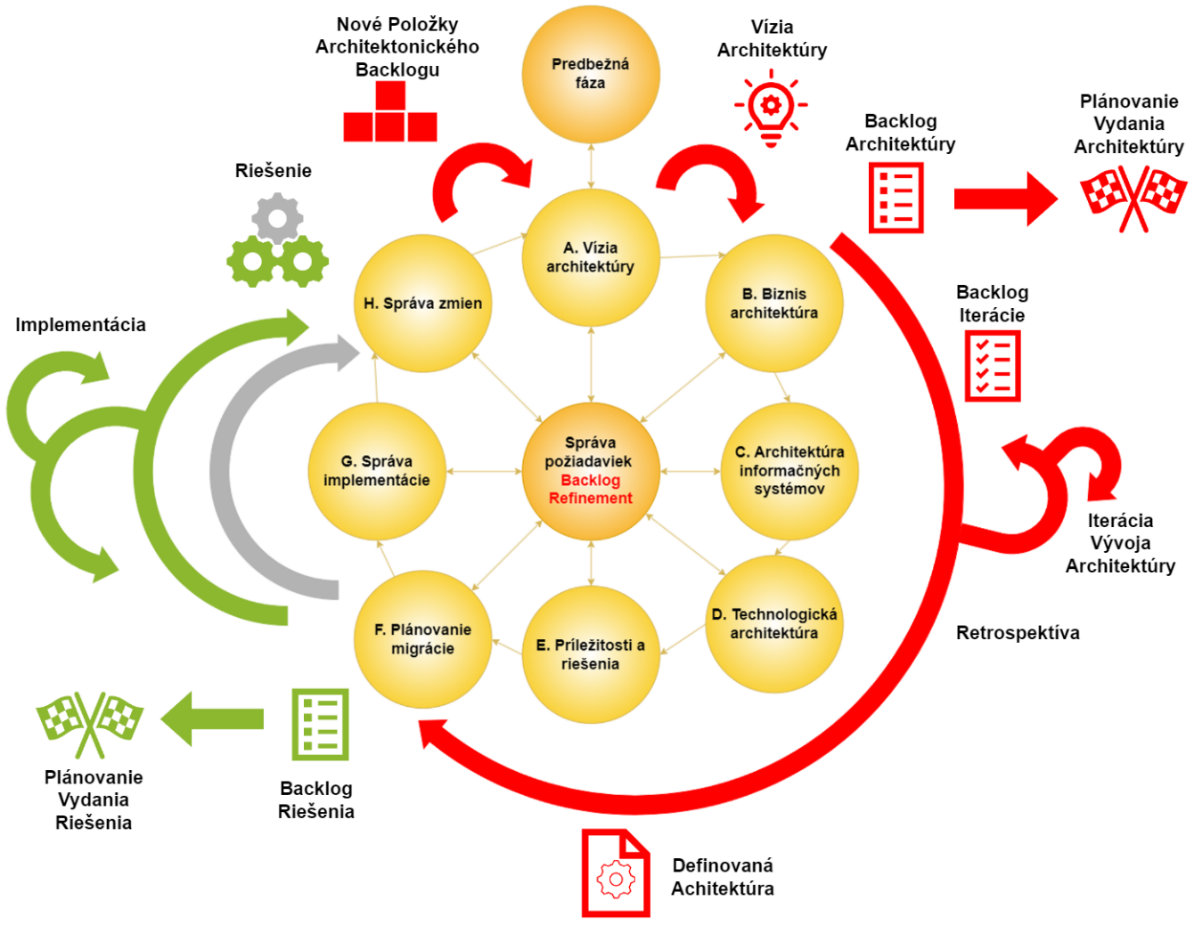 Nové Položky
Architektonického
Backlogu
Predbežná
fáza
Vízia
Architektúry
Backlog
Architektúry
Plánovanie
Vydania
Architektúry
Riešenie
A. Vízia
architektúry
H. Správa zmien
B. Biznis
architektúra
Backlog
Iterácie
Implementácia
G. Správa
implementácie
Správa
požiadaviek
Backlog
Refinement
C. Architektúra
informačných
systémov
Iterácia
Vývoja
Architektúry
F. Plánovanie
migrácie
E. Príležitosti a
riešenia
D. Technologická
architektúra
Retrospektíva
Plánovanie
Vydania
Riešenia
Backlog
Riešenia
Definovaná
Achitektúra